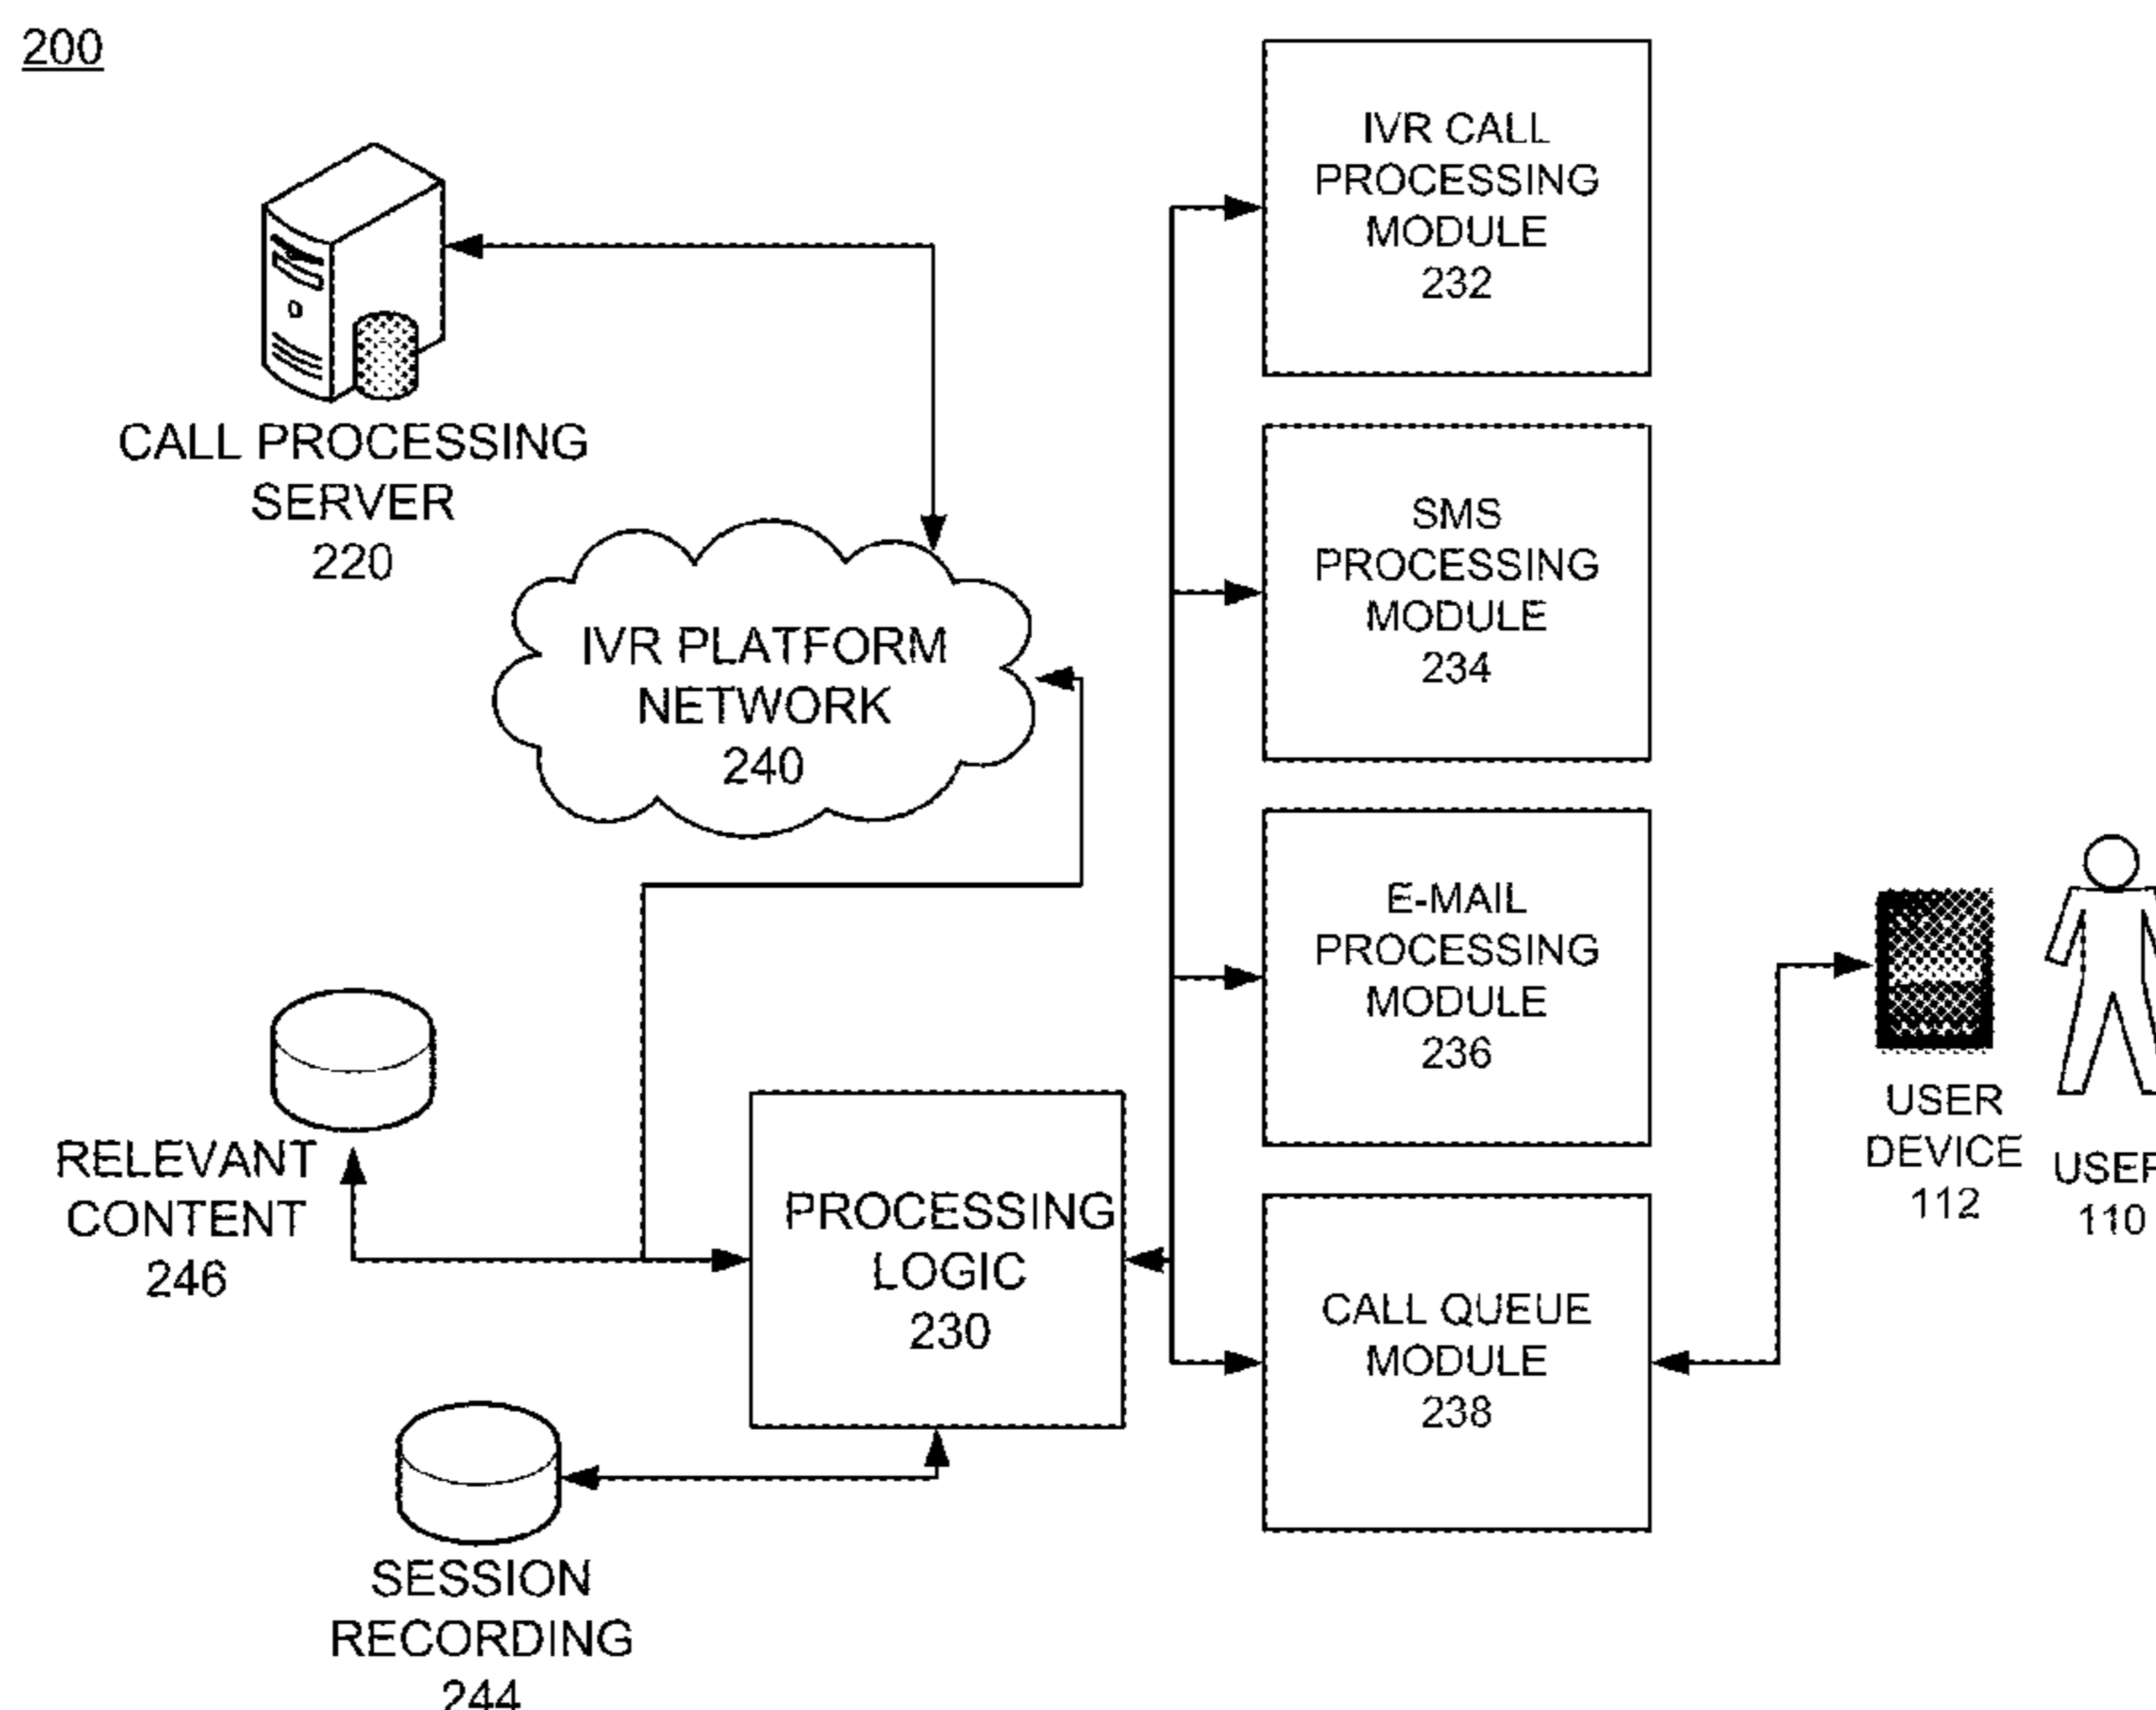 200
IVR CALL
PROCESSING
MODULE
232
CALL PROCESSING
SERVER
220
SMS
PROCESSING
MODULE
234
IVR PLATFORM
NETWORK
240
E-MAIL
PROCESSING
MODULE
236
USER
DEVICE
112
USER
110
RELEVANT
CONTENT
246
PROCESSING
LOGIC
230
CALL QUEUE
MODULE
238
SESSION
RECORDING
244